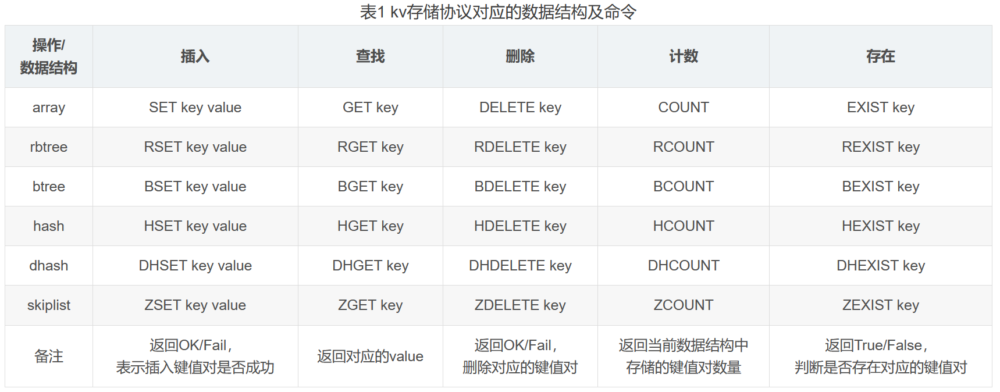 表1 kv存储协议对应的数据结构及命令
操作/
数据结构
插入
查找
删除
计数
存在
array
SET key value
GET key
DELETE key
COUNT
EXIST key
rbtree
RSET key value
RGET key
RDELETE key
RCOUNT
REXIST key
btree
BSET key value
BGET key
BDELETE key
BCOUNT
BEXIST key
hash
HSET key value
HGET key
HDELETE key
HCOUNT
HEXIST key
dhash
DHSET key value
DHGET key
DHDELETE key
DHCOUNT
DHEXIST key
skiplist
ZSET key value
ZGET key
ZDELETE key
ZCOUNT
ZEXIST key
备注
返回OK/Fail，
表示插入键值对是否成功
返回对应的value
返回OK/Fail，
删除对应的键值对
返回当前数据结构中
存储的键值对数量
返回True/False，
判断是否存在对应的键值对